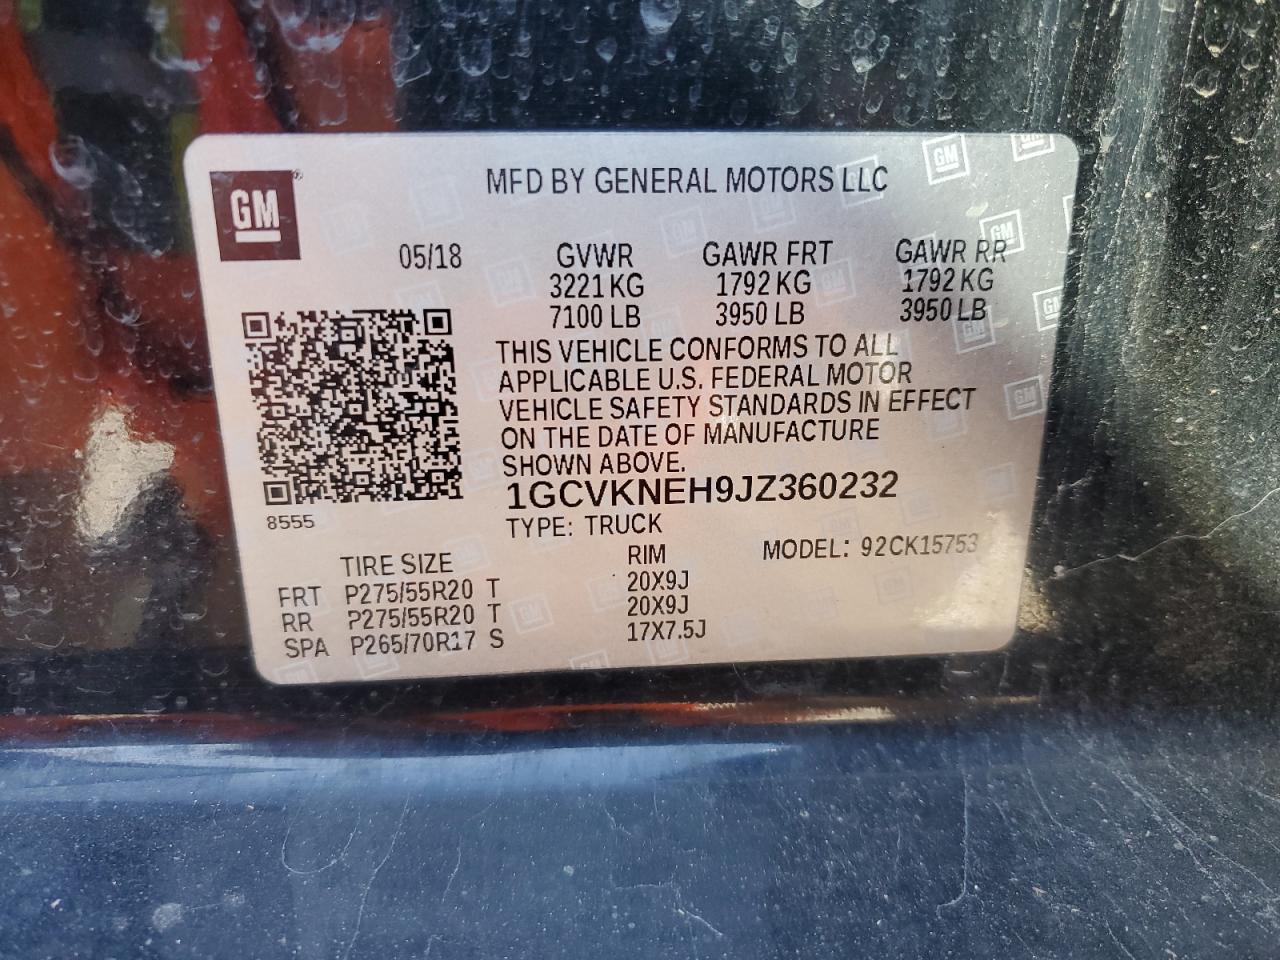 GM®
MFD BY GENERAL MOTORS LLC
05/18 GVWR GAWR FRT GAWR RR
3221 KG 1792 KG 1792 KG
7100 LB 3950 LB 3950 LB
THIS VEHICLE CONFORMS TO ALL
APPLICABLE U.S. FEDERAL MOTOR
VEHICLE SAFETY STANDARDS IN EFFECT
ON THE DATE OF MANUFACTURE
SHOWN ABOVE.
1GCVKNEH9JZ360232
8555
TYPE: TRUCK
TIRE SIZE RIM MODEL: 92CK15753
FRT P275/55R20 T 20X9J
RR P275/55R20 T 20X9J
SPA P265/70R17 S 17X7.5J